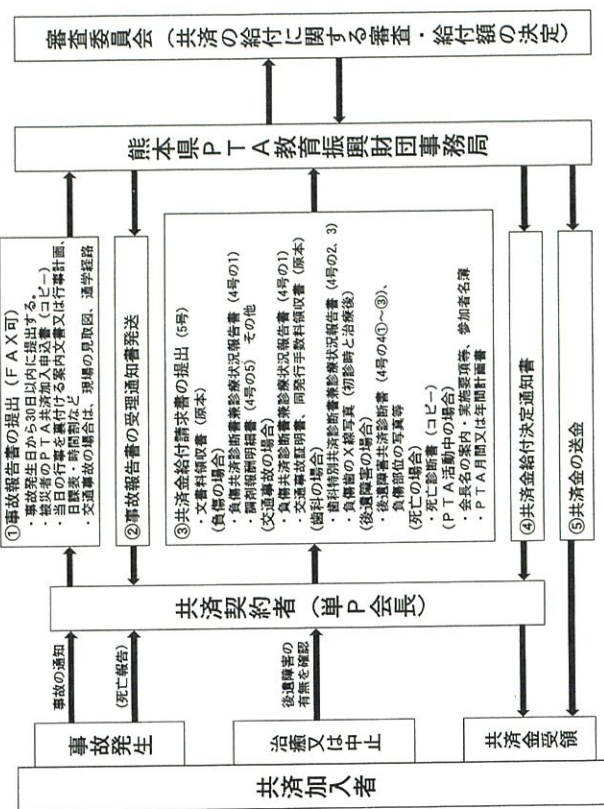 共済加入者
事故発生
治癒又は中止
共済金受領
事故の通知
(死亡報告)
後遺障害の
有無を確認
共済契約者(単P会長)
①事故報告書の提出(FAX可)
・事故発生日から30日以内に提出する。
・被災者のPTA共済加入申込書(コピー)
・当日の行事を裏付ける案内文書又は行事計画、
日課表・時間割など
・交通事故の場合は、現場の見取図、通学経路
②事故報告書の受理通知書発送
③共済金給付請求書の提出(5号)
・文書料領収書(原本)
(負傷の場合)
・負傷共済診断書兼診療状況報告書(4号の1)
・調剤報酬明細書(4号の5) その他
(交通事故の場合)
・負傷共済診断書兼診療状況報告書(4号の1)
・交通事故証明書、同発行手数料領収書(原本)
(歯科の場合)
・歯科特別共済診断書兼診療状況報告書(4号の2、3)
・負傷歯のX線写真(初診時と治療後)
(後遺障害の場合)
・後遺障害共済診断書(4号の4①~③)、
負傷部位の写真等
(死亡の場合)
・死亡診断書(コピー)
(PTA活動中の場合)
・会長名の案内・実施要項等、参加者名簿
・PTA月間又は年間計画書
④共済金給付決定通知書
⑤共済金の送金
熊本県PTA教育振興財団事務局
審査委員会(共済の給付に関する審査・給付額の決定)